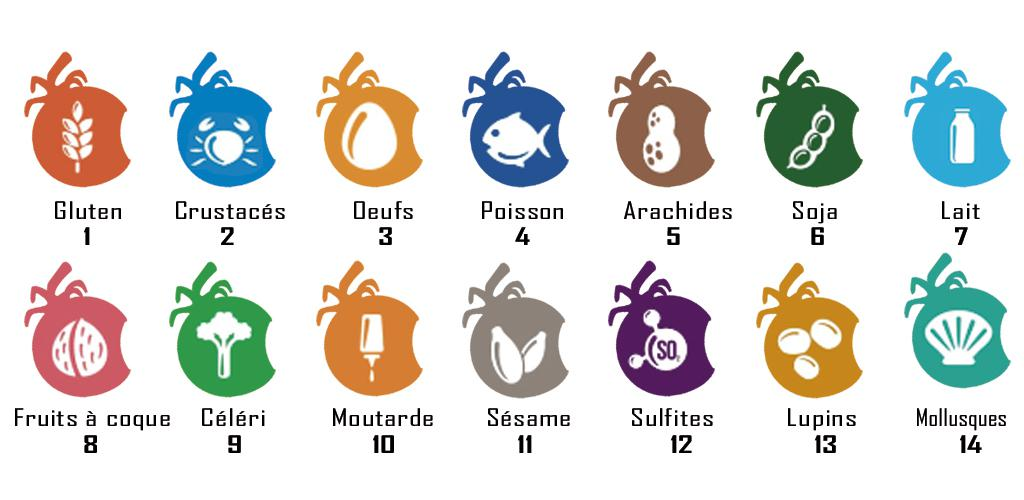 Gluten Crustacés Oeufs Poisson Arachides Soja Lait
1 2 3 4 5 6 7
SO2
Fruits à coque Céléri Moutarde Sésame Sulfites Lupins Mollusques
8 9 10 11 12 13 14